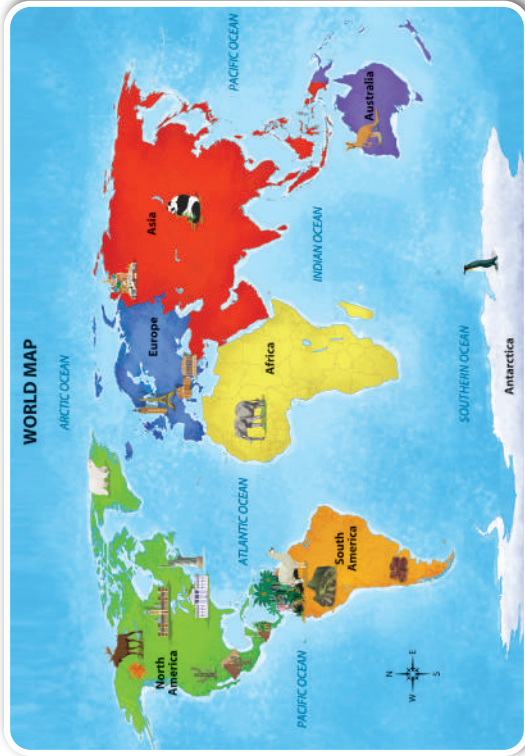 WORLD MAP
ARCTIC OCEAN
North
America
Europe
Asia
PACIFIC OCEAN
ATLANTIC OCEAN
Africa
PACIFIC OCEAN
South
America
INDIAN OCEAN
Australia
SOUTHERN OCEAN
Antarctica
N
W
E
S